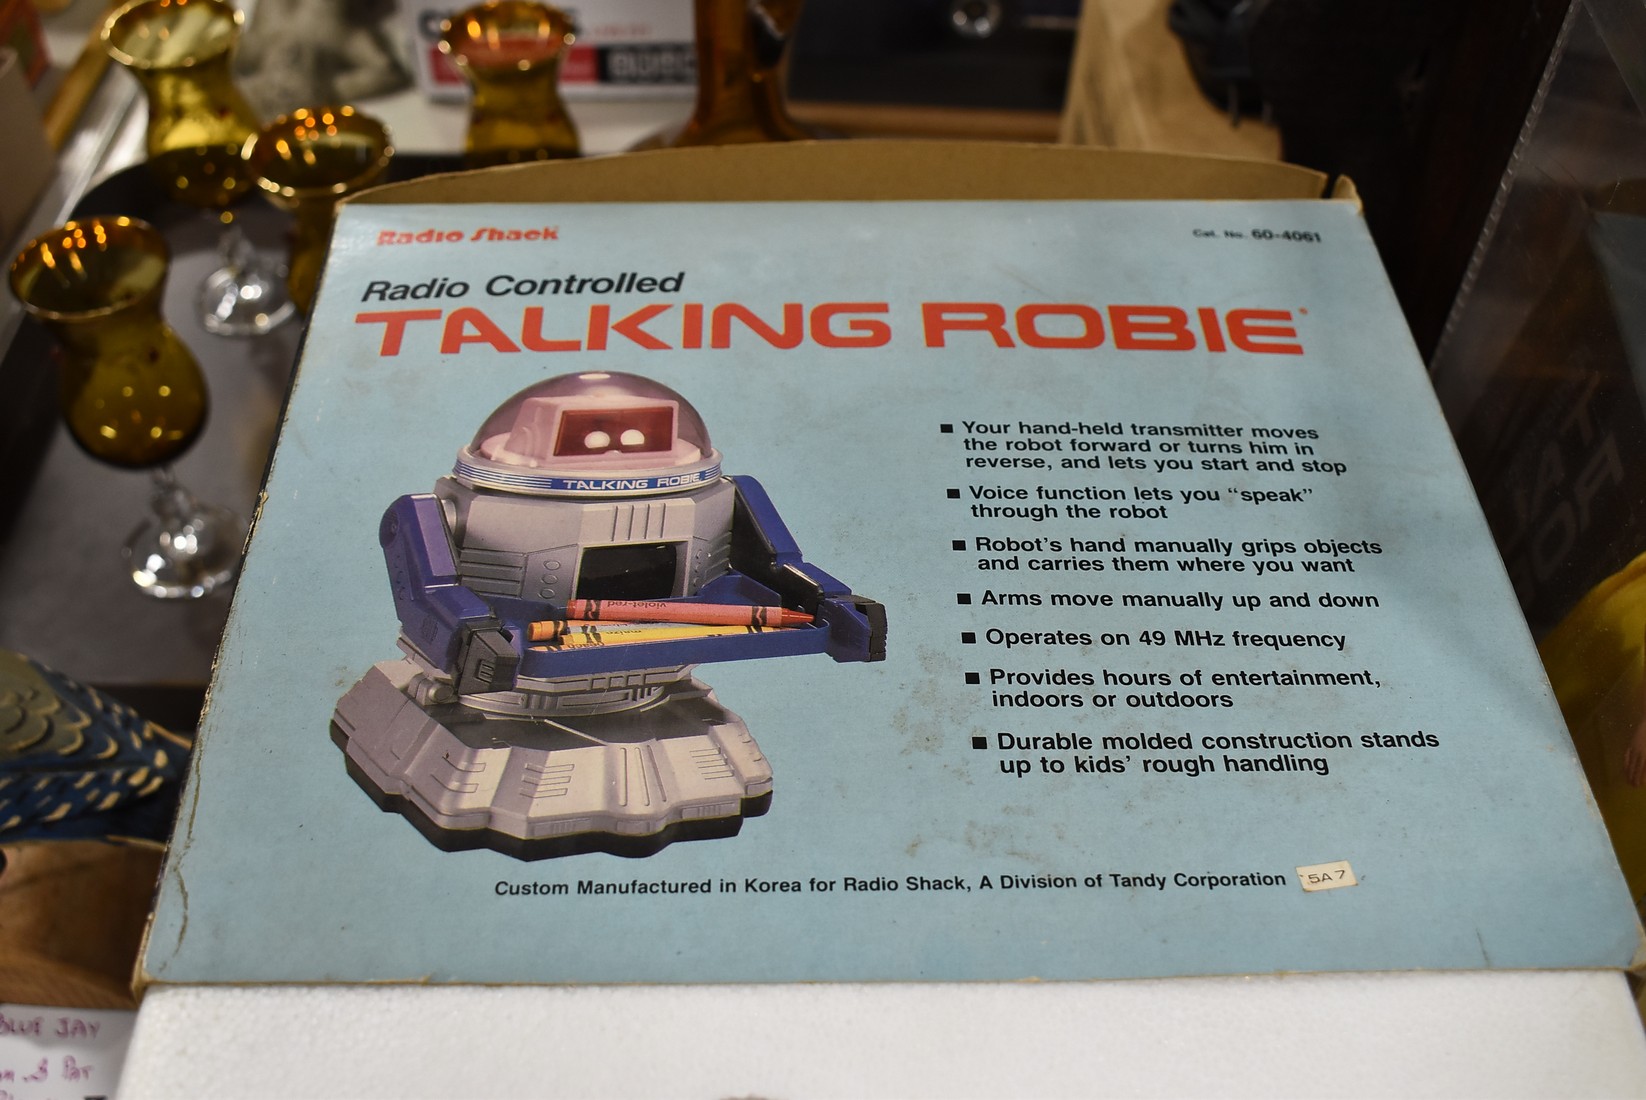 Radio Shack
Cat. No. 60-4061
Radio Controlled
TALKING ROBIE
TALKING ROBIE
■ Your hand-held transmitter moves
the robot forward or turns him in
reverse, and lets you start and stop
■ Voice function lets you “speak”
through the robot
■ Robot's hand manually grips objects
and carries them where you want
■ Arms move manually up and down
■ Operates on 49 MHz frequency
■ Provides hours of entertainment,
indoors or outdoors
■ Durable molded construction stands
up to kids' rough handling
violet-red
maize
Custom Manufactured in Korea for Radio Shack, A Division of Tandy Corporation
5A7
BLUE JAY